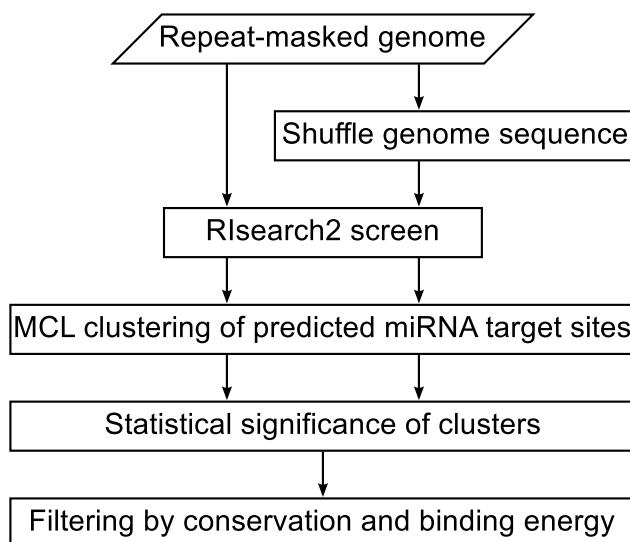 Repeat-masked genome
Shuffle genome sequence
RIsearch2 screen
MCL clustering of predicted miRNA target sites
Statistical significance of clusters
Filtering by conservation and binding energy